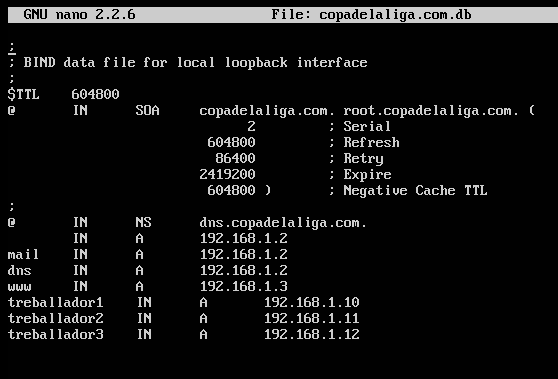 GNU nano 2.2.6 File: copadelaliga.com.db
;
; BIND data file for local loopback interface
;
$TTL 604800
@ IN SOA copadelaliga.com. root.copadelaliga.com. (
2 ; Serial
604800 ; Refresh
86400 ; Retry
2419200 ; Expire
604800 ) ; Negative Cache TTL
;
@ IN NS dns.copadelaliga.com.
IN A 192.168.1.2
mail IN A 192.168.1.2
dns IN A 192.168.1.2
www IN A 192.168.1.3
treballador1 IN A 192.168.1.10
treballador2 IN A 192.168.1.11
treballador3 IN A 192.168.1.12